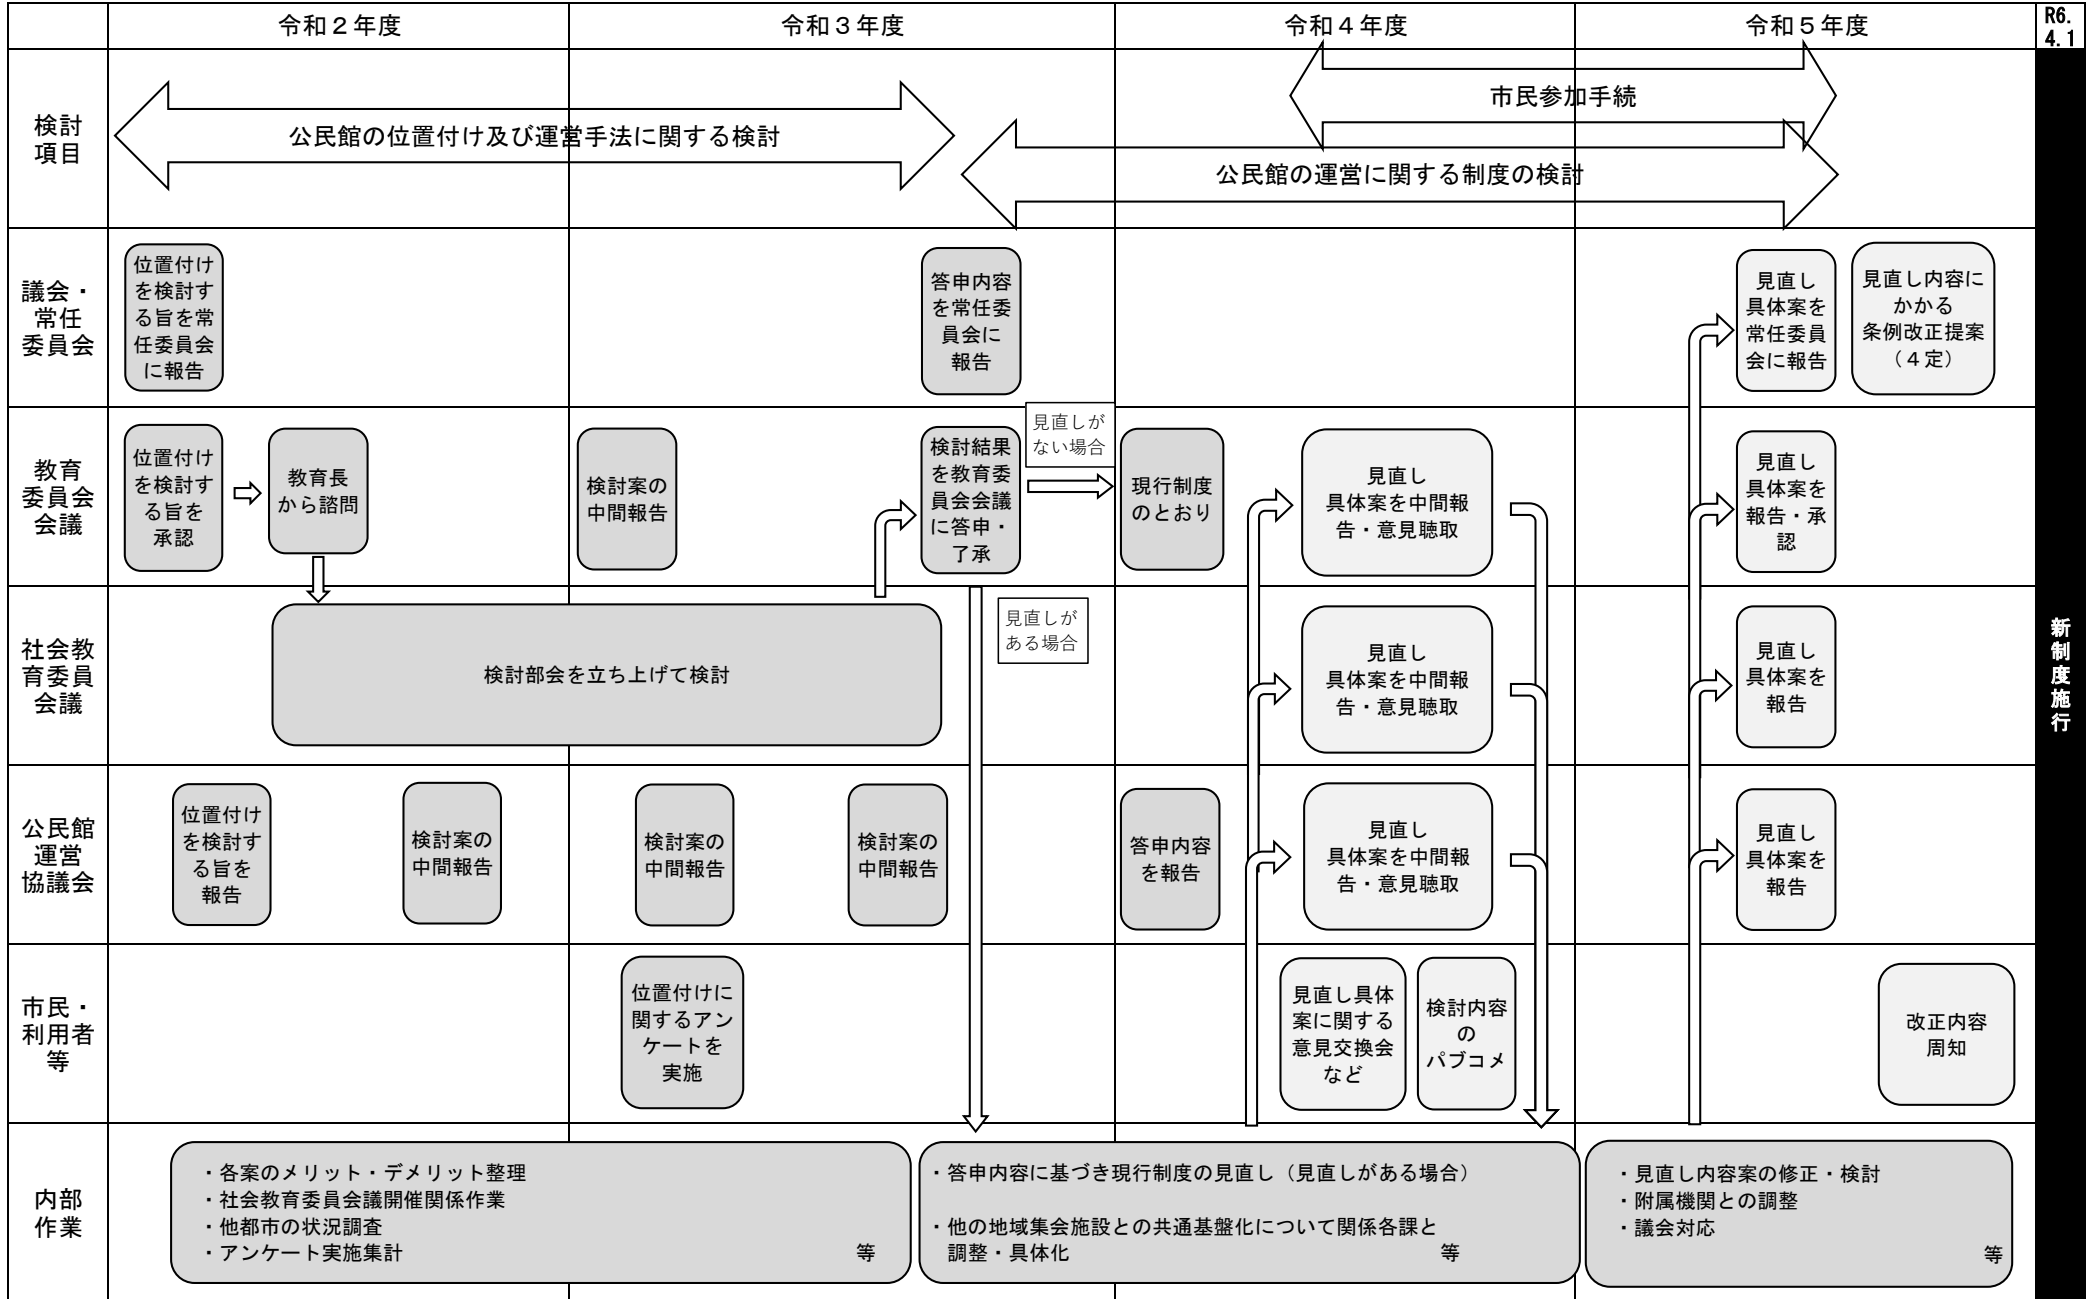 令和２年度
令和３年度
令和４年度
令和５年度
R6.
4.1
検討
項目
公民館の位置付け及び運営手法に関する検討
市民参加手続
公民館の運営に関する制度の検討
議会・
常任
委員会
位置付け
を検討す
る旨を常
任委員会
に報告
答申内容
を常任委
員会に
報告
見直し
具体案を
常任委員
会に報告
見直し内容に
かかる
条例改正提案
（４定）
教育
委員会
会議
位置付け
を検討す
る旨を
承認
教育長
から諮問
検討案の
中間報告
検討結果
を教育委
員会会議
に答申・
了承
見直しが
ない場合
現行制度
のとおり
見直し
具体案を中間報
告・意見聴取
見直し
具体案を
報告・承
認
社会教
育委員
会議
検討部会を立ち上げて検討
見直しが
ある場合
見直し
具体案を中間報
告・意見聴取
見直し
具体案を
報告
公民館
運営
協議会
位置付け
を検討す
る旨を
報告
検討案の
中間報告
検討案の
中間報告
検討案の
中間報告
答申内容
を報告
見直し
具体案を中間報
告・意見聴取
見直し
具体案を
報告
市民・
利用者
等
位置付けに
関するアン
ケートを
実施
見直し具体
案に関する
意見交換会
など
検討内容
の
パブコメ
改正内容
周知
内部
作業
・各案のメリット・デメリット整理
・社会教育委員会議開催関係作業
・他都市の状況調査
・アンケート実施集計 等
・答申内容に基づき現行制度の見直し（見直しがある場合）
・他の地域集会施設との共通基盤化について関係各課と
調整・具体化 等
・見直し内容案の修正・検討
・附属機関との調整
・議会対応
等
新制度施行